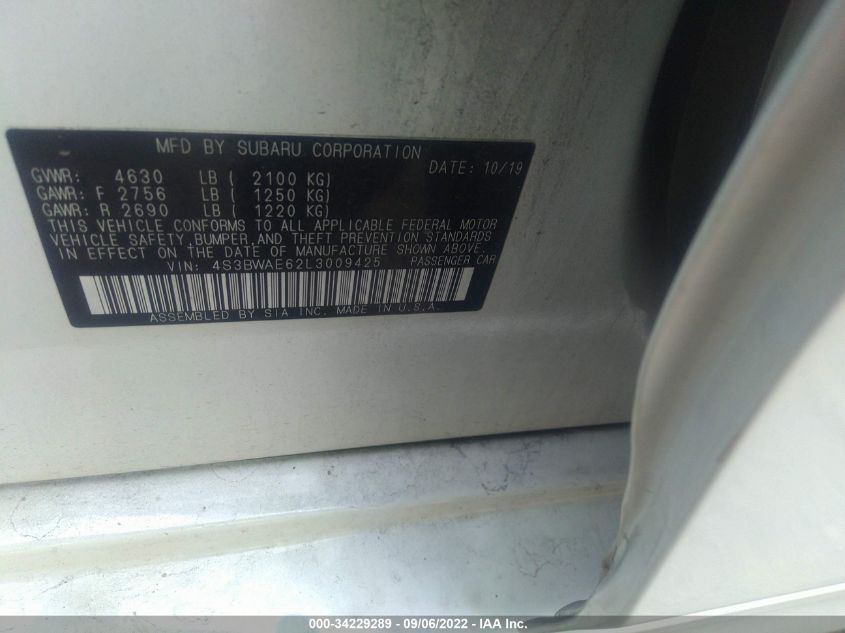 MFD BY SUBARU CORPORATION
GVWR: 4630 LB ( 2100 KG) DATE: 10/19
GAWR: F 2756 LB ( 1250 KG)
GAWR: R 2690 LB ( 1220 KG)
THIS VEHICLE CONFORMS TO ALL APPLICABLE FEDERAL MOTOR
VEHICLE SAFETY,BUMPER,AND THEFT PREVENTION STANDARDS
IN EFFECT ON THE DATE OF MANUFACTURE SHOWN ABOVE.
VIN: 4S3BWAE62L3009425 PASSENGER CAR
ASSEMBLED BY SIA INC. MADE IN U.S.A.
000-34229289 - 09/06/2022 - IAA Inc.